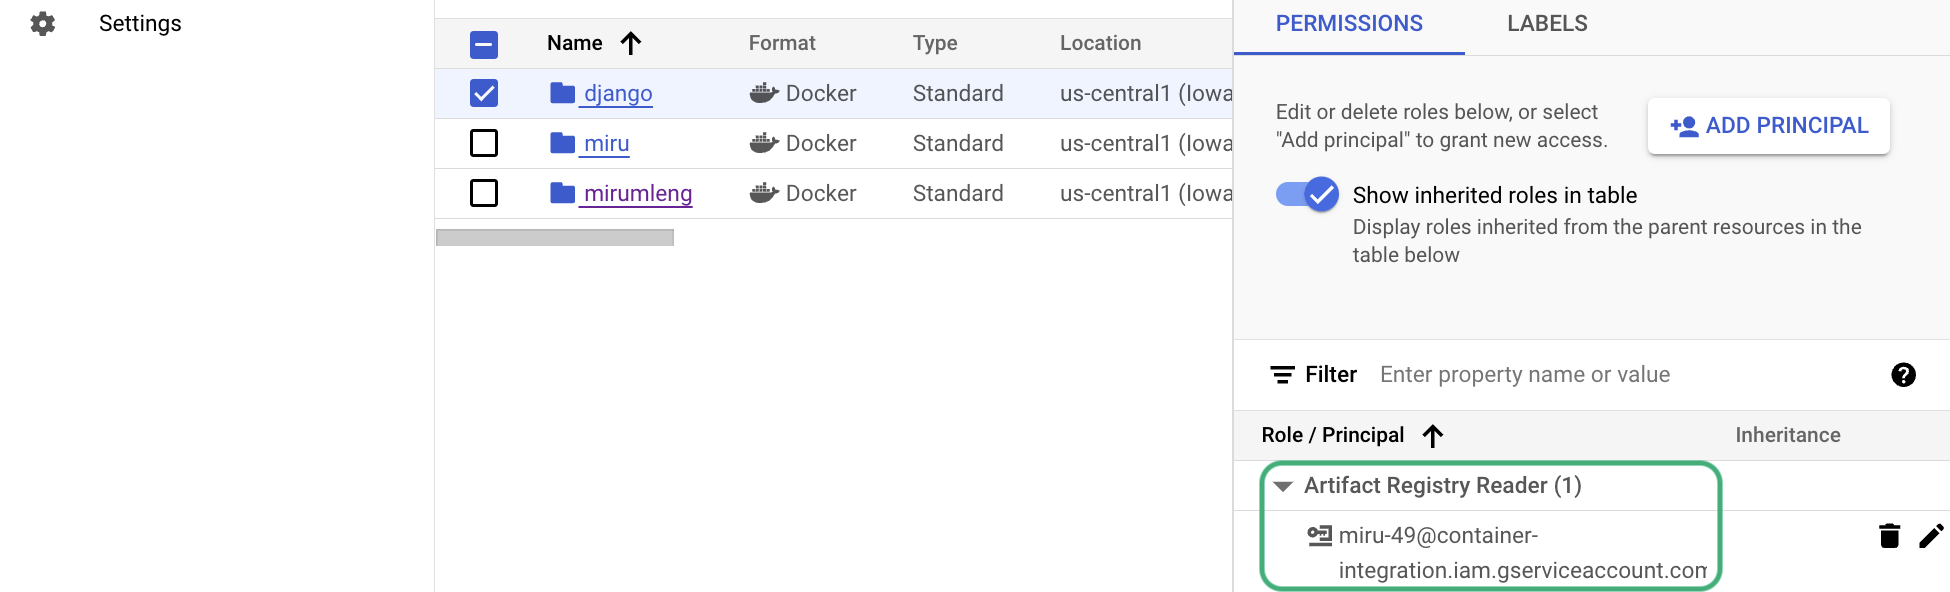 Settings
Name Format Type Location
django Docker Standard us-central1 (Iowa
miru Docker Standard us-central1 (Iowa
mirumleng Docker Standard us-central1 (Iowa
PERMISSIONS LABELS
Edit or delete roles below, or select
"Add principal" to grant new access.
ADD PRINCIPAL
Show inherited roles in table
Display roles inherited from the parent resources in the
table below
Filter Enter property name or value
Role / Principal Inheritance
Artifact Registry Reader (1)
miru-49@container-
integration.iam.gserviceaccount.com